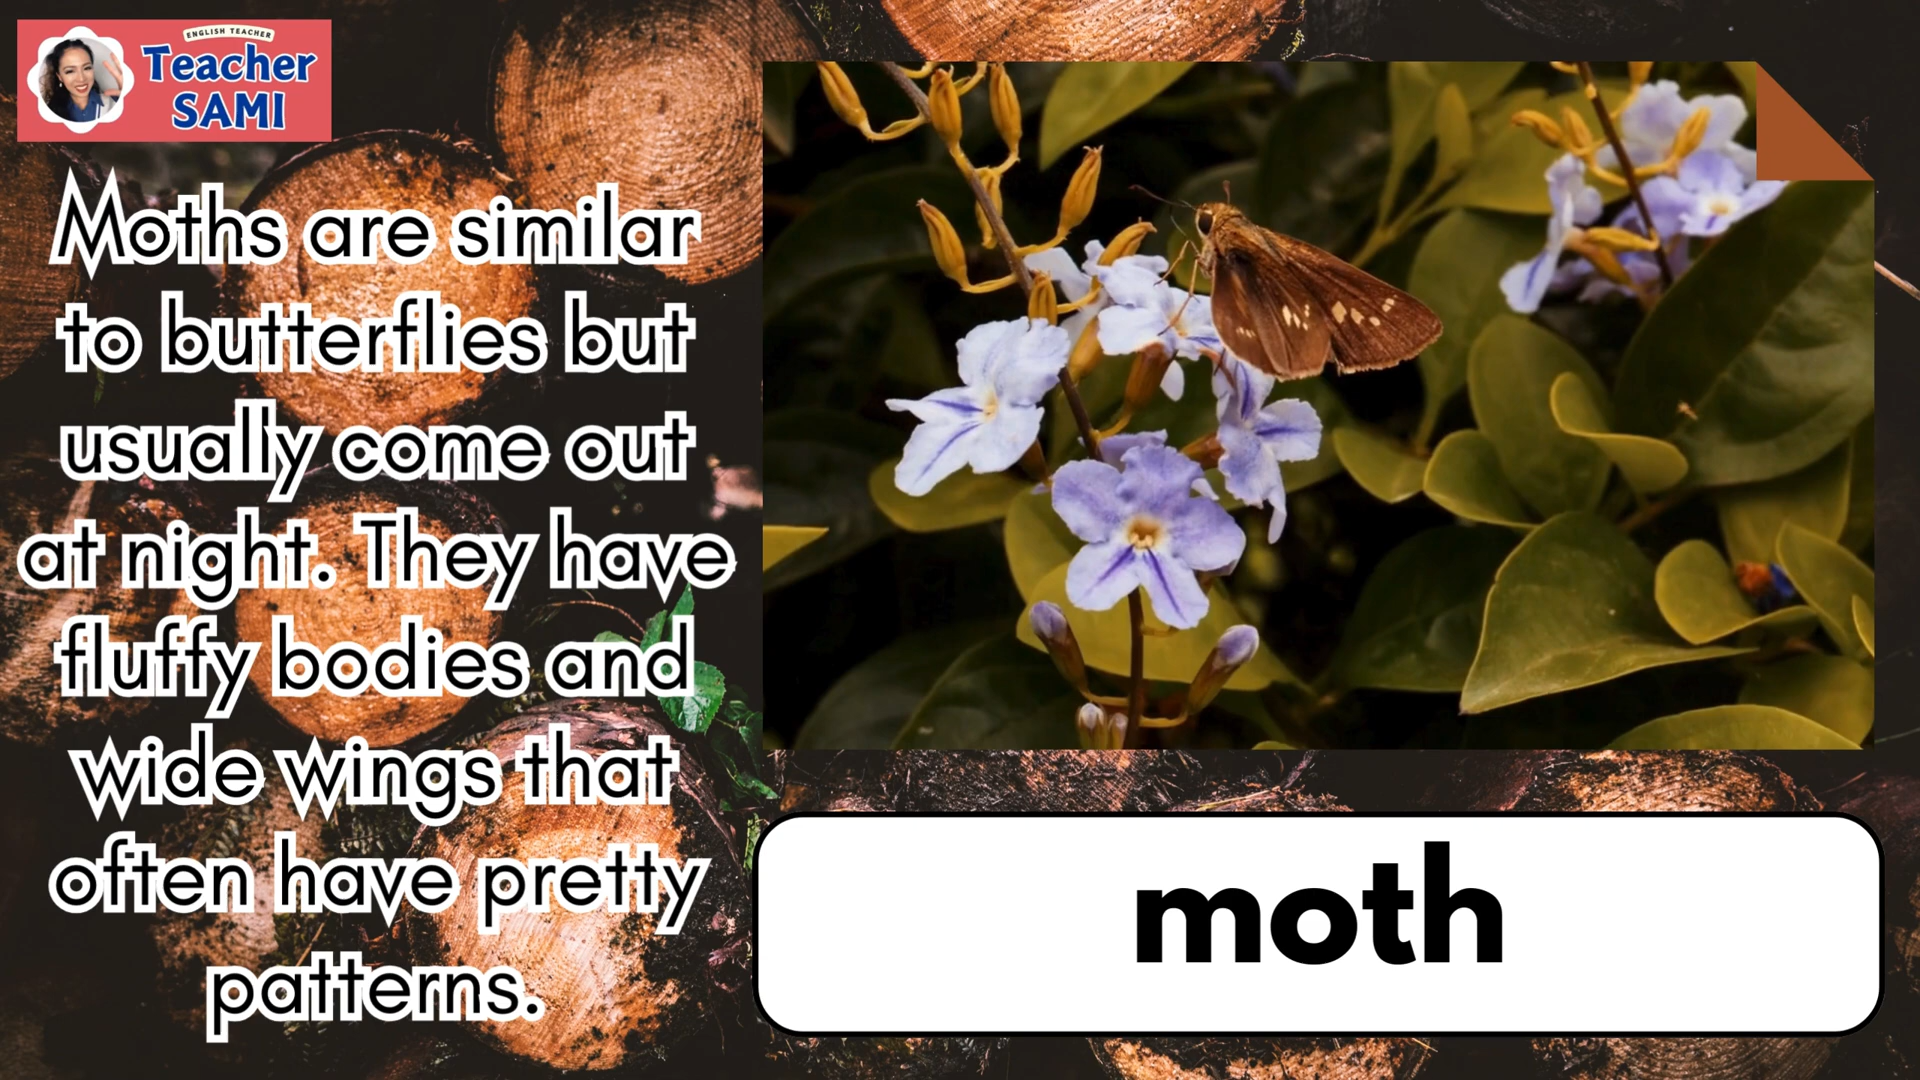 ENGLISH TEACHER
Teacher
SAMI
Moths are similar
to butterflies but
usually come out
at night. They have
fluffy bodies and
wide wings that
often have pretty
patterns.
moth